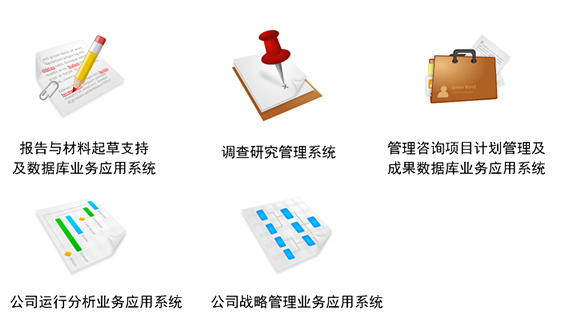 报告与材料起草支持
及数据库业务应用系统
调查研究管理系统
管理咨询项目计划管理及
成果数据库业务应用系统
公司运行分析业务应用系统
公司战略管理业务应用系统